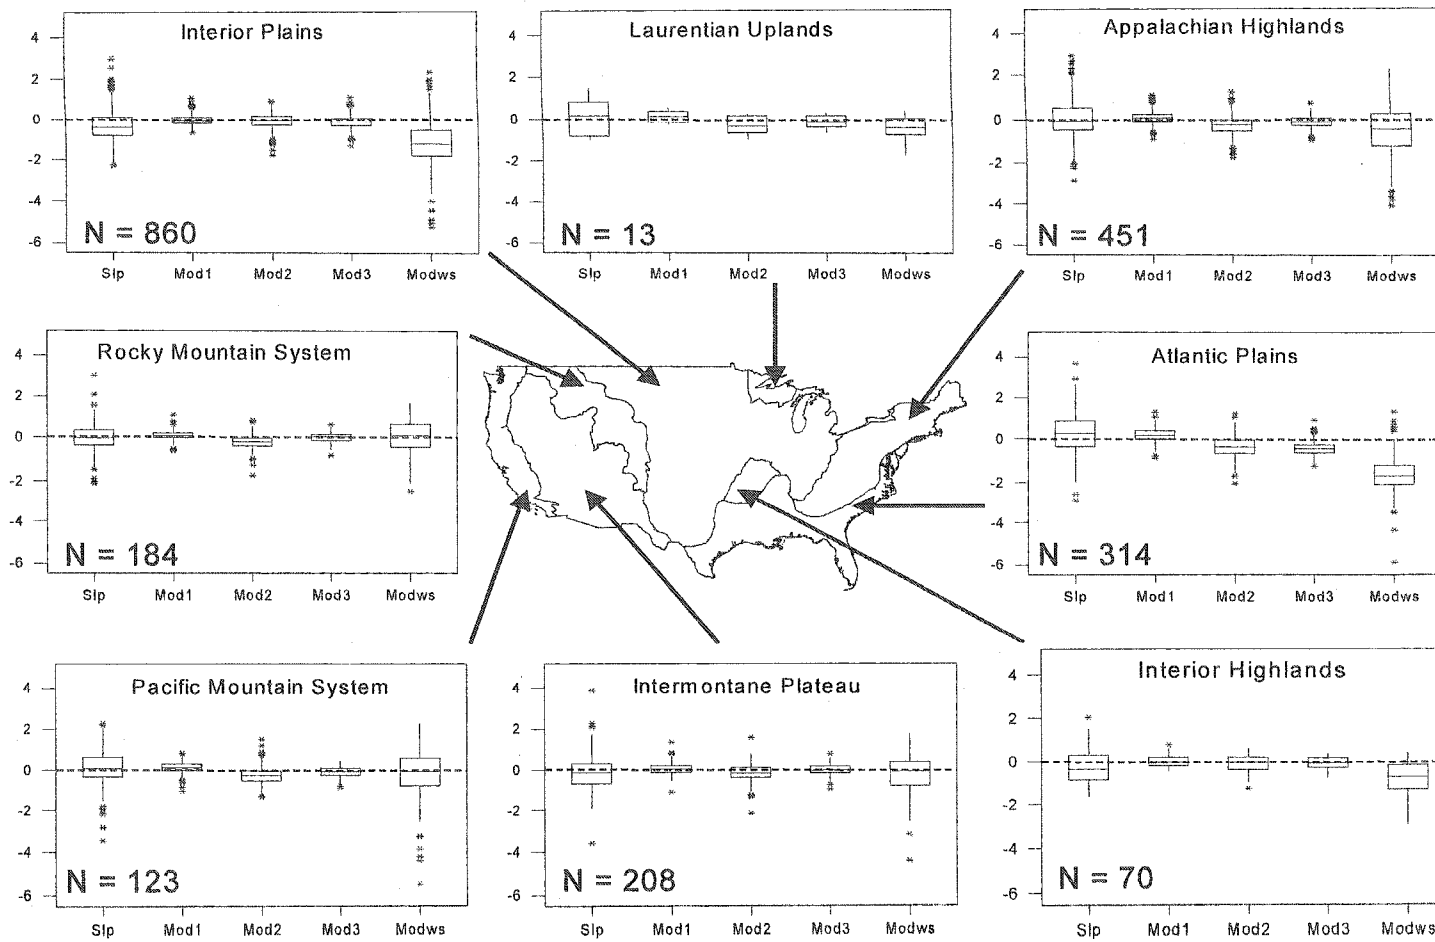 Interior Plains
4
2
0
-2
-4
-6
N = 860
Slp Mod1 Mod2 Mod3 Modws
Laurentian Uplands
4
2
0
-2
-4
-6
N = 13
Slp Mod1 Mod2 Mod3 Modws
Appalachian Highlands
4
2
0
-2
-4
-6
N = 451
Slp Mod1 Mod2 Mod3 Modws
Rocky Mountain System
4
2
0
-2
-4
-6
N = 184
Slp Mod1 Mod2 Mod3 Modws
Atlantic Plains
4
2
0
-2
-4
-6
N = 314
Slp Mod1 Mod2 Mod3 Modws
Pacific Mountain System
4
2
0
-2
-4
-6
N = 123
Slp Mod1 Mod2 Mod3 Modws
Intermontane Plateau
4
2
0
-2
-4
-6
N = 208
Slp Mod1 Mod2 Mod3 Modws
Interior Highlands
4
2
0
-2
-4
-6
N = 70
Slp Mod1 Mod2 Mod3 Modws